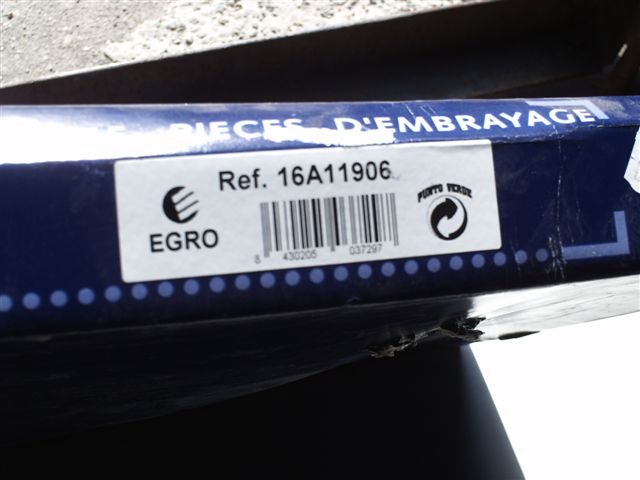 PIECES D'EMBRAYAGE
Ref. 16A11906
EGRO
PUNTO VERDE
8 430205 037297